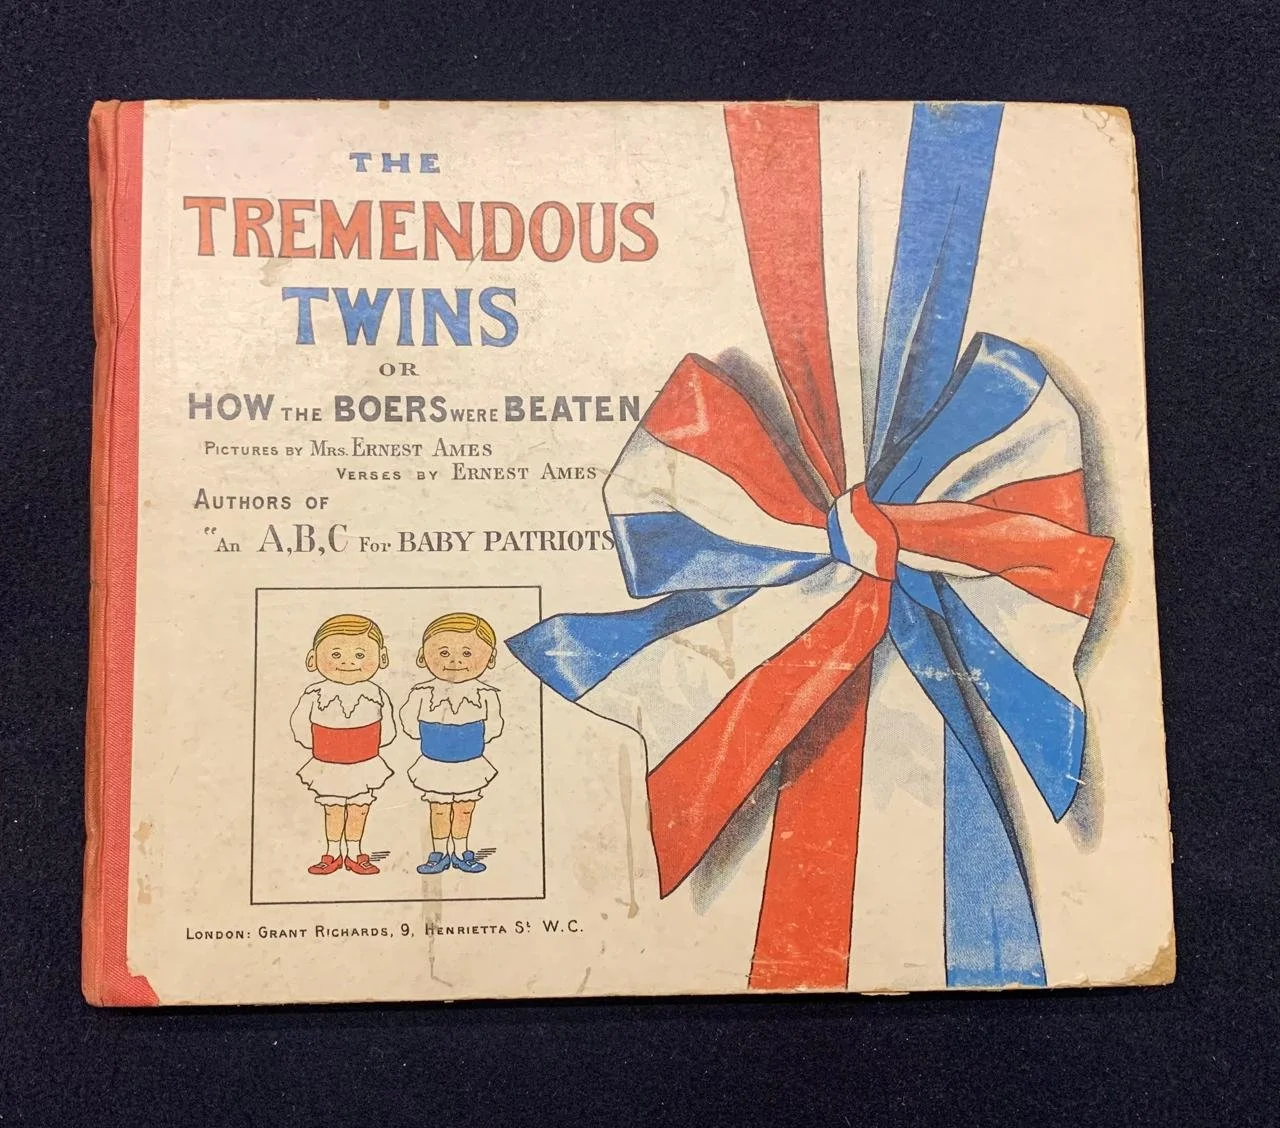 THE
TREMENDOUS
TWINS
OR
HOW THE BOERS WERE BEATEN
PICTURES BY MRS. ERNEST AMES
VERSES BY ERNEST AMES
AUTHORS OF
"An A,B,C For BABY PATRIOTS
LONDON: GRANT RICHARDS, 9, HENRIETTA St. W.C.